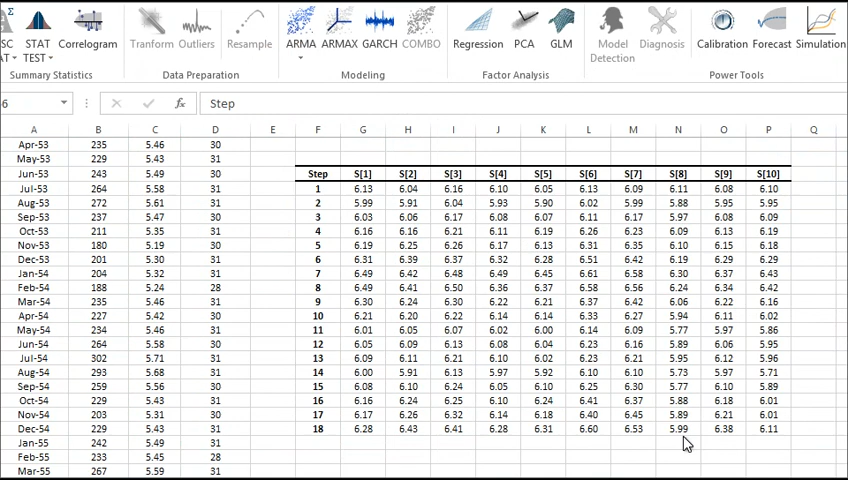 SC STAT Correlogram Tranform Outliers Resample ARMA ARMAX GARCH COMBO Regression PCA GLM Model Diagnosis Calibration Forecast Simulation
AT TEST Detection
Summary Statistics Data Preparation Modeling Factor Analysis Power Tools
6 fx Step
A B C D E F G H I J K L M N O P Q
Apr-53 235 5.46 30
May-53 229 5.43 31
Jun-53 243 5.49 30 Step S[1] S[2] S[3] S[4] S[5] S[6] S[7] S[8] S[9] S[10]
Jul-53 264 5.58 31 1 6.13 6.04 6.16 6.10 6.05 6.13 6.09 6.11 6.08 6.10
Aug-53 272 5.61 31 2 5.99 5.91 6.04 5.93 5.90 6.02 5.99 5.88 5.95 5.95
Sep-53 237 5.47 30 3 6.03 6.06 6.17 6.08 6.07 6.11 6.17 5.97 6.08 6.09
Oct-53 211 5.35 31 4 6.16 6.16 6.21 6.11 6.19 6.26 6.23 6.09 6.13 6.19
Nov-53 180 5.19 30 5 6.19 6.25 6.26 6.17 6.13 6.31 6.35 6.10 6.15 6.18
Dec-53 201 5.30 31 6 6.31 6.39 6.37 6.32 6.28 6.51 6.42 6.19 6.29 6.29
Jan-54 204 5.32 31 7 6.49 6.42 6.48 6.49 6.45 6.61 6.58 6.30 6.37 6.43
Feb-54 188 5.24 28 8 6.49 6.41 6.50 6.36 6.37 6.58 6.56 6.24 6.34 6.42
Mar-54 235 5.46 31 9 6.30 6.24 6.30 6.22 6.21 6.37 6.42 6.06 6.22 6.16
Apr-54 227 5.42 30 10 6.21 6.20 6.22 6.14 6.14 6.33 6.27 5.94 6.11 6.02
May-54 234 5.46 31 11 6.01 6.05 6.07 6.02 6.00 6.14 6.09 5.77 5.97 5.86
Jun-54 264 5.58 30 12 6.05 6.09 6.13 6.08 6.04 6.23 6.16 5.89 6.06 5.95
Jul-54 302 5.71 31 13 6.09 6.11 6.21 6.10 6.02 6.23 6.21 5.95 6.12 5.96
Aug-54 293 5.68 31 14 6.00 5.91 6.13 5.97 5.92 6.10 6.10 5.73 5.97 5.71
Sep-54 259 5.56 30 15 6.08 6.10 6.24 6.05 6.10 6.25 6.30 5.77 6.10 5.89
Oct-54 229 5.43 31 16 6.16 6.24 6.25 6.10 6.24 6.41 6.37 5.88 6.18 6.01
Nov-54 203 5.31 30 17 6.17 6.26 6.32 6.14 6.18 6.40 6.45 5.89 6.21 6.01
Dec-54 229 5.43 31 18 6.28 6.43 6.41 6.28 6.31 6.60 6.53 5.99 6.38 6.11
Jan-55 242 5.49 31
Feb-55 233 5.45 28
Mar-55 267 5.59 31